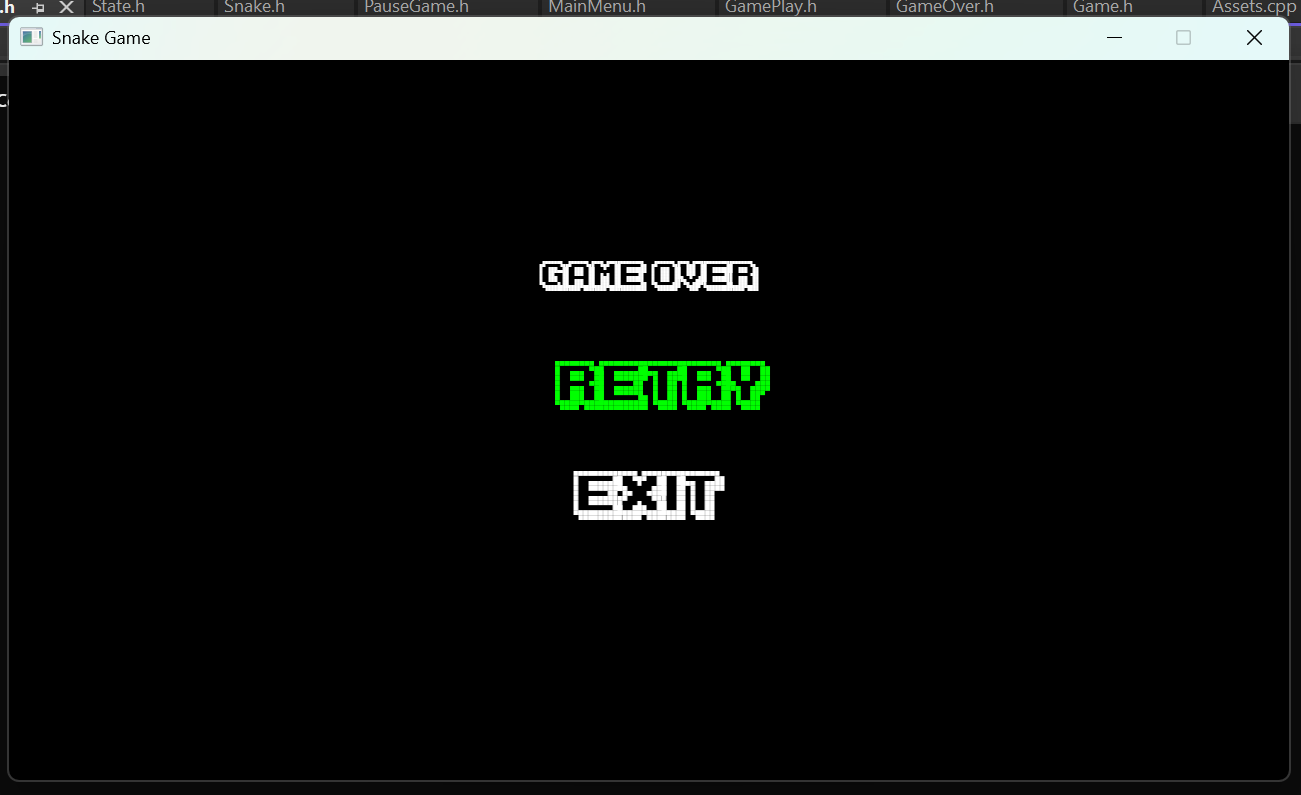 .h State.h Snake.h PauseGame.h MainMenu.h GamePlay.h GameOver.h Game.h Assets.cpp
Snake Game
GAME OVER
RETRY
EXIT